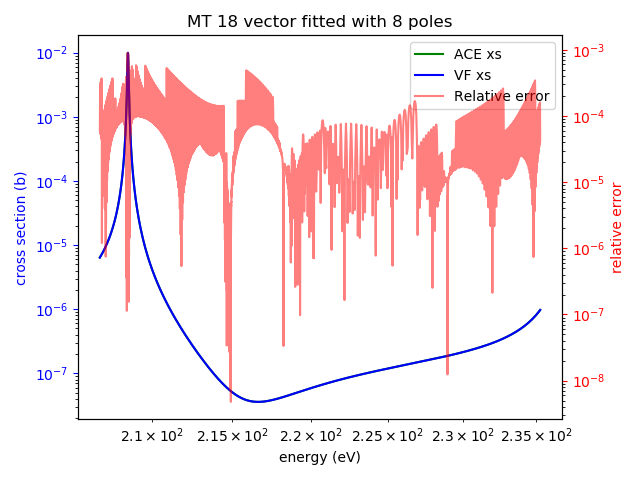 MT 18 vector fitted with 8 poles
ACE xs
VF xs
Relative error
cross section (b)
10⁻²
10⁻³
10⁻⁴
10⁻⁵
10⁻⁶
10⁻⁷
10⁻³
10⁻⁴
10⁻⁵
10⁻⁶
10⁻⁷
10⁻⁸
relative error
2.1 × 10² 2.15 × 10² 2.2 × 10² 2.25 × 10² 2.3 × 10² 2.35 × 10²
energy (eV)